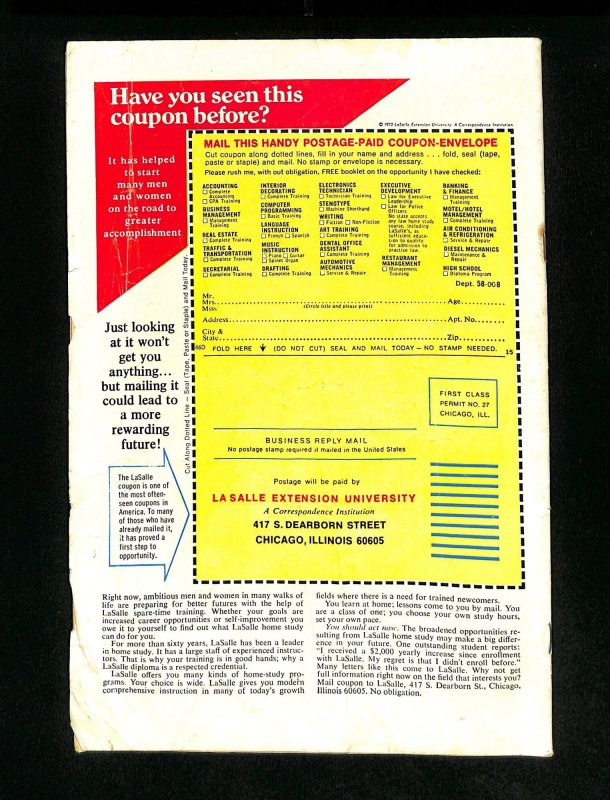 Have you seen this
coupon before?
© 1972 LaSalle Extension University A Correspondence Institution
It has helped
to start
many men
and women
on the road to
greater
accomplishment
MAIL THIS HANDY POSTAGE-PAID COUPON-ENVELOPE
Cut coupon along dotted lines, fill in your name and address . . . fold, seal (tape,
paste or staple) and mail. No stamp or envelope is necessary.
Please rush me, with out obligation, FREE booklet on the opportunity I have checked:
ACCOUNTING
☐ Complete
Accounting
☐ CPA Training
BUSINESS
MANAGEMENT
Training
REAL ESTATE
☐ Complete Training
TRAFFIC &
TRANSPORTATION
☐ Complete Training
SECRETARIAL
☐ Complete Training
INTERIOR
DECORATING
☐ Complete Training
COMPUTER
PROGRAMMING
☐ Basic Training
LANGUAGE
INSTRUCTION
☐ French ☐ Spanish
MUSIC
INSTRUCTION
☐ Piano ☐ Guitar
☐ Spinet Organ
DRAFTING
☐ Complete Training
ELECTRONICS
TECHNICIAN
☐ Technician Training
STENOTYPE
☐ Machine Shorthand
WRITING
☐ Fiction ☐ Non-Fiction
ART TRAINING
☐ Complete Training
DENTAL OFFICE
ASSISTANT
☐ Complete Training
AUTOMOTIVE
MECHANICS
☐ Service & Repair
EXECUTIVE
DEVELOPMENT
☐ Law for Executive
Leadership
☐ Law for Police
Officers
No state accepts
any law home study
course, including
LaSalle's, as
sufficient educa-
tion to qualify
for admission to
practice law.
RESTAURANT
MANAGEMENT
☐ Management
Training
BANKING
& FINANCE
☐ Management
Training
MOTEL/HOTEL
MANAGEMENT
☐ Complete Training
AIR CONDITIONING
& REFRIGERATION
☐ Service & Repair
DIESEL MECHANICS
☐ Maintenance &
Repair
HIGH SCHOOL
☐ Diploma Program
Dept. 58-008
Mr.
Mrs. Age
Miss (Circle title and please print)
Address Apt. No.
City &
State Zip
66D FOLD HERE (DO NOT CUT) SEAL AND MAIL TODAY – NO STAMP NEEDED. 15
Cut Along Dotted Line – Seal (Tape, Paste or Staple) and Mail Today.
Just looking
at it won't
get you
anything...
but mailing it
could lead to
a more
rewarding
future!
The LaSalle
coupon is one of
the most often-
seen coupons in
America. To many
of those who have
already mailed it,
it has proved a
first step to
opportunity.
FIRST CLASS
PERMIT NO. 27
CHICAGO, ILL.
BUSINESS REPLY MAIL
No postage stamp required if mailed in the United States
Postage will be paid by
LA SALLE EXTENSION UNIVERSITY
A Correspondence Institution
417 S. DEARBORN STREET
CHICAGO, ILLINOIS 60605
Right now, ambitious men and women in many walks of
life are preparing for better futures with the help of
LaSalle spare-time training. Whether your goals are
increased career opportunities or self-improvement you
owe it to yourself to find out what LaSalle home study
can do for you.
For more than sixty years, LaSalle has been a leader
in home study. It has a large staff of experienced instruc-
tors. That is why your training is in good hands; why a
LaSalle diploma is a respected credential.
LaSalle offers you many kinds of home-study pro-
grams. Your choice is wide. LaSalle gives you modern
comprehensive instruction in many of today's growth
fields where there is a need for trained newcomers.
You learn at home; lessons come to you by mail. You
are a class of one; you choose your own study hours,
set your own pace.
You should act now. The broadened opportunities re-
sulting from LaSalle home study may make a big differ-
ence in your future. One outstanding student reports:
"I received a $2,000 yearly increase since enrollment
with LaSalle. My regret is that I didn't enroll before."
Many letters like this come to LaSalle. Why not get
full information right now on the field that interests you?
Mail coupon to LaSalle, 417 S. Dearborn St., Chicago,
Illinois 60605. No obligation.